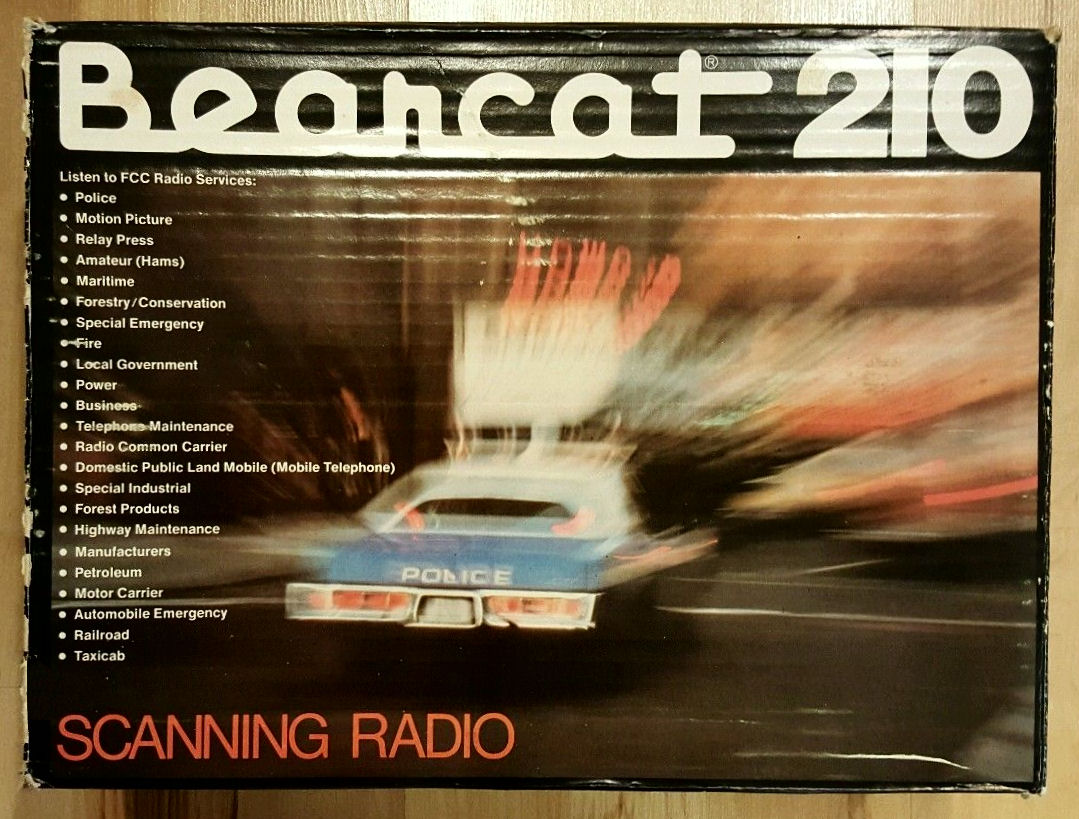 Bearcat® 210
Listen to FCC Radio Services:
• Police
• Motion Picture
• Relay Press
• Amateur (Hams)
• Maritime
• Forestry/Conservation
• Special Emergency
• Fire
• Local Government
• Power
• Business
• Telephone Maintenance
• Radio Common Carrier
• Domestic Public Land Mobile (Mobile Telephone)
• Special Industrial
• Forest Products
• Highway Maintenance
• Manufacturers
• Petroleum
• Motor Carrier
• Automobile Emergency
• Railroad
• Taxicab
POLICE
SCANNING RADIO